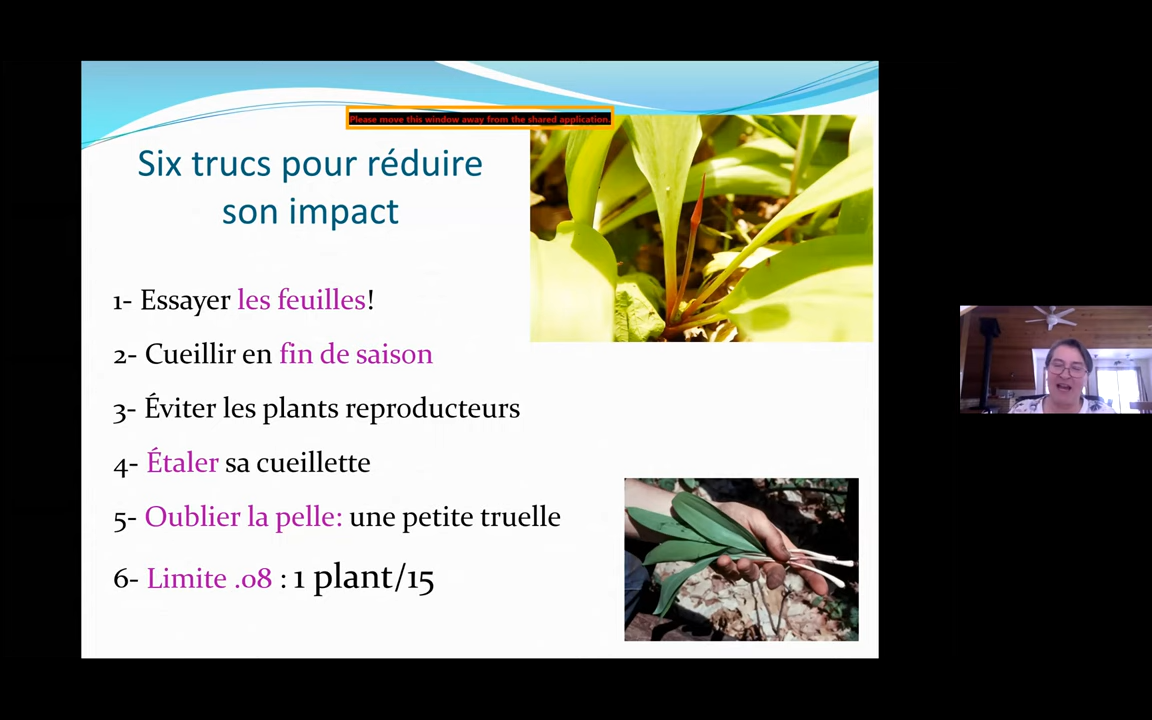 Please move this window away from the shared application.
Six trucs pour réduire
son impact
1- Essayer les feuilles!
2- Cueillir en fin de saison
3- Éviter les plants reproducteurs
4- Étaler sa cueillette
5- Oublier la pelle: une petite truelle
6- Limite .08 : 1 plant/15